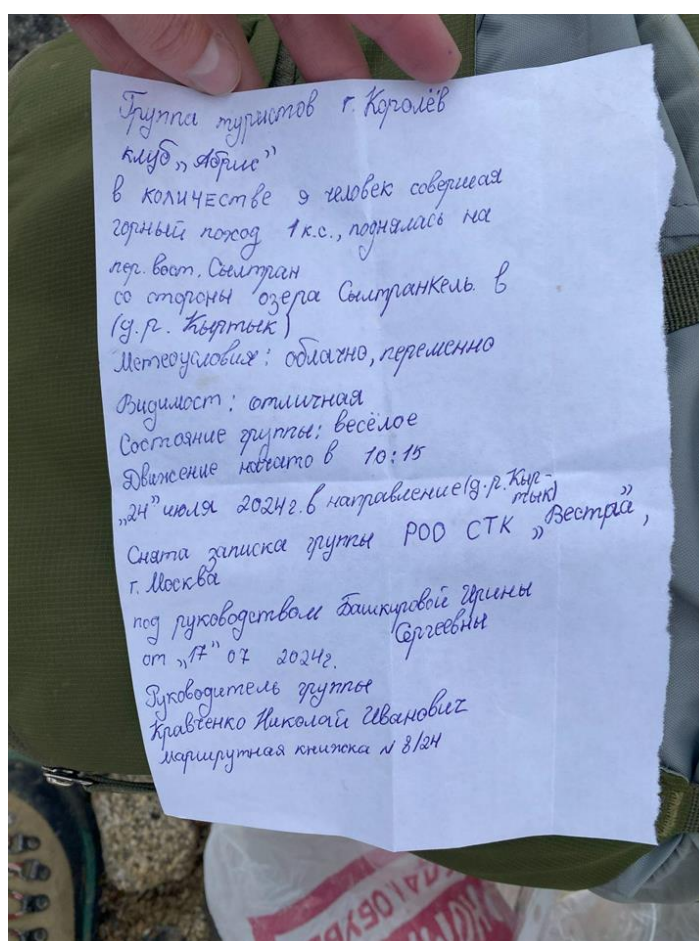 Группа туристов г. Королёв
клуб „Абрис”
в количестве 9 человек совершая
горный поход 1 к.с., поднялась на
пер. вост. Сылтран
со стороны озера Сылтранкель в
(д.р. Кыртык)
Метеоусловия: облачно, переменно
Видимост: отличная
Состояние группы: весёлое
Движение начато в 10:15
„24” июля 2024г. в направление (д.р. Кыр-
тык)
Снята записка группы РОО СТК „Вестра”,
г. Москва
под руководством Башкировой Ирины
Сергеевны
от „17” 07 2024г.
Руководитель группы
Кравченко Николай Иванович
маршрутная книжка N 8/24